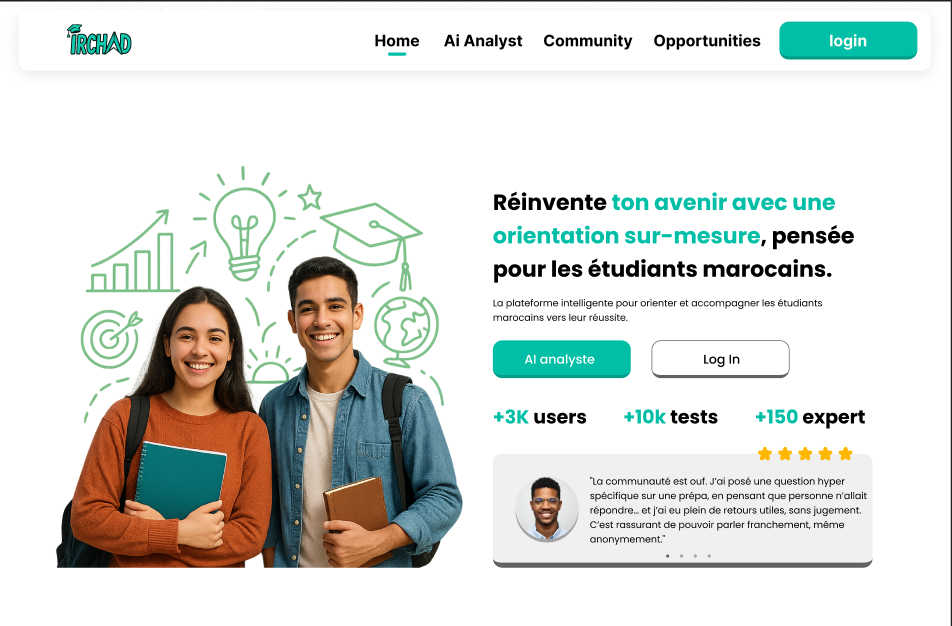 IRCHAD
Home Ai Analyst Community Opportunities login
Réinvente ton avenir avec une
orientation sur-mesure, pensée
pour les étudiants marocains.
La plateforme intelligente pour orienter et accompagner les étudiants
marocains vers leur réussite.
AI analyste Log In
+3K users +10k tests +150 expert
"La communauté est ouf. J'ai posé une question hyper
spécifique sur une prépa, en pensant que personne n'allait
répondre… et j'ai eu plein de retours utiles, sans jugement.
C'est rassurant de pouvoir parler franchement, même
anonymement."